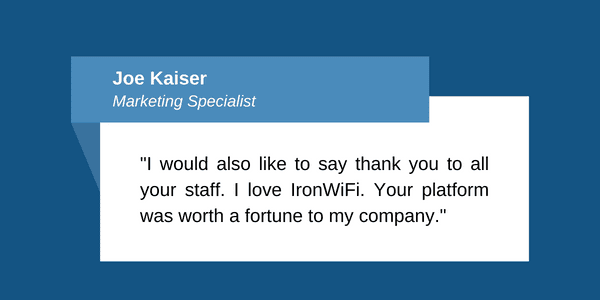 Joe Kaiser
Marketing Specialist
"I would also like to say thank you to all
your staff. I love IronWiFi. Your platform
was worth a fortune to my company."